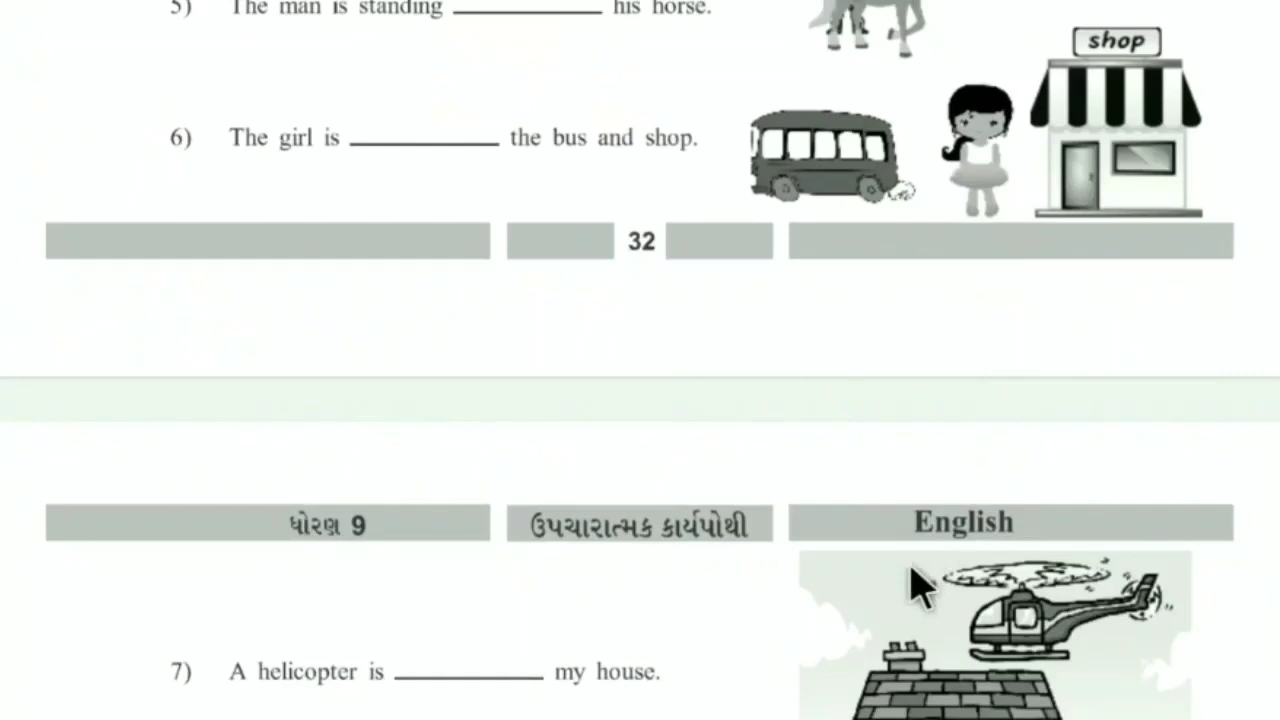 5) The man is standing ____________ his horse.
shop
6) The girl is ____________ the bus and shop.
32
ધોરણ 9 ઉપચારાત્મક કાર્યપોથી English
7) A helicopter is ____________ my house.